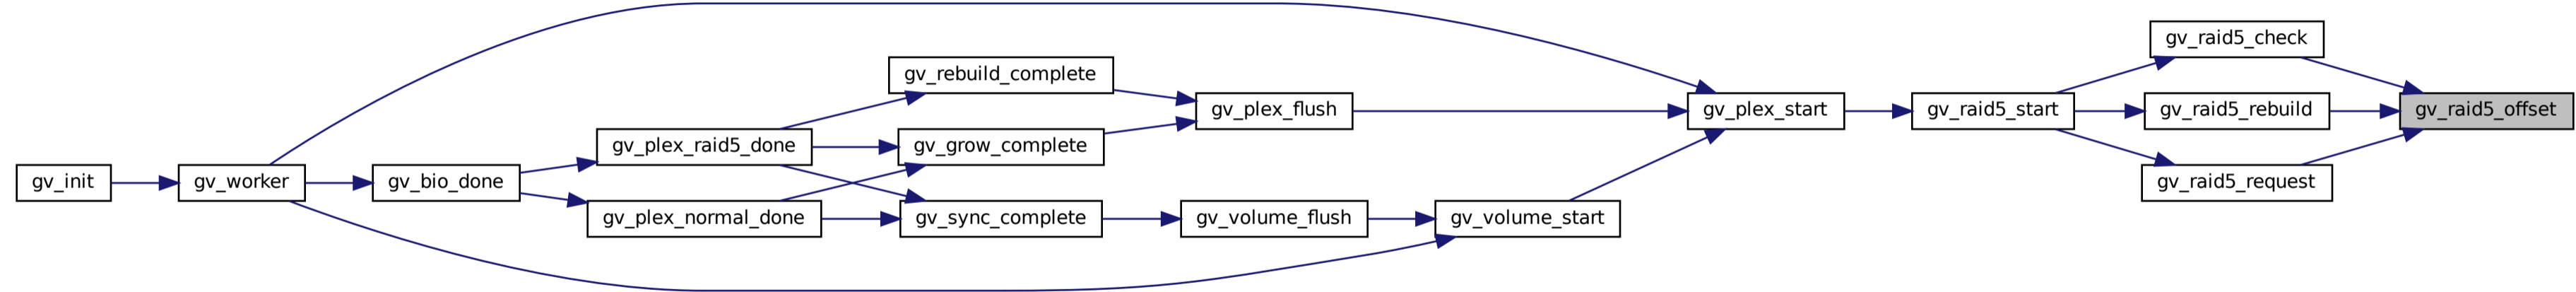 gv_init
gv_worker
gv_bio_done
gv_plex_raid5_done
gv_plex_normal_done
gv_rebuild_complete
gv_grow_complete
gv_sync_complete
gv_plex_flush
gv_volume_flush
gv_volume_start
gv_plex_start
gv_raid5_start
gv_raid5_check
gv_raid5_rebuild
gv_raid5_request
gv_raid5_offset